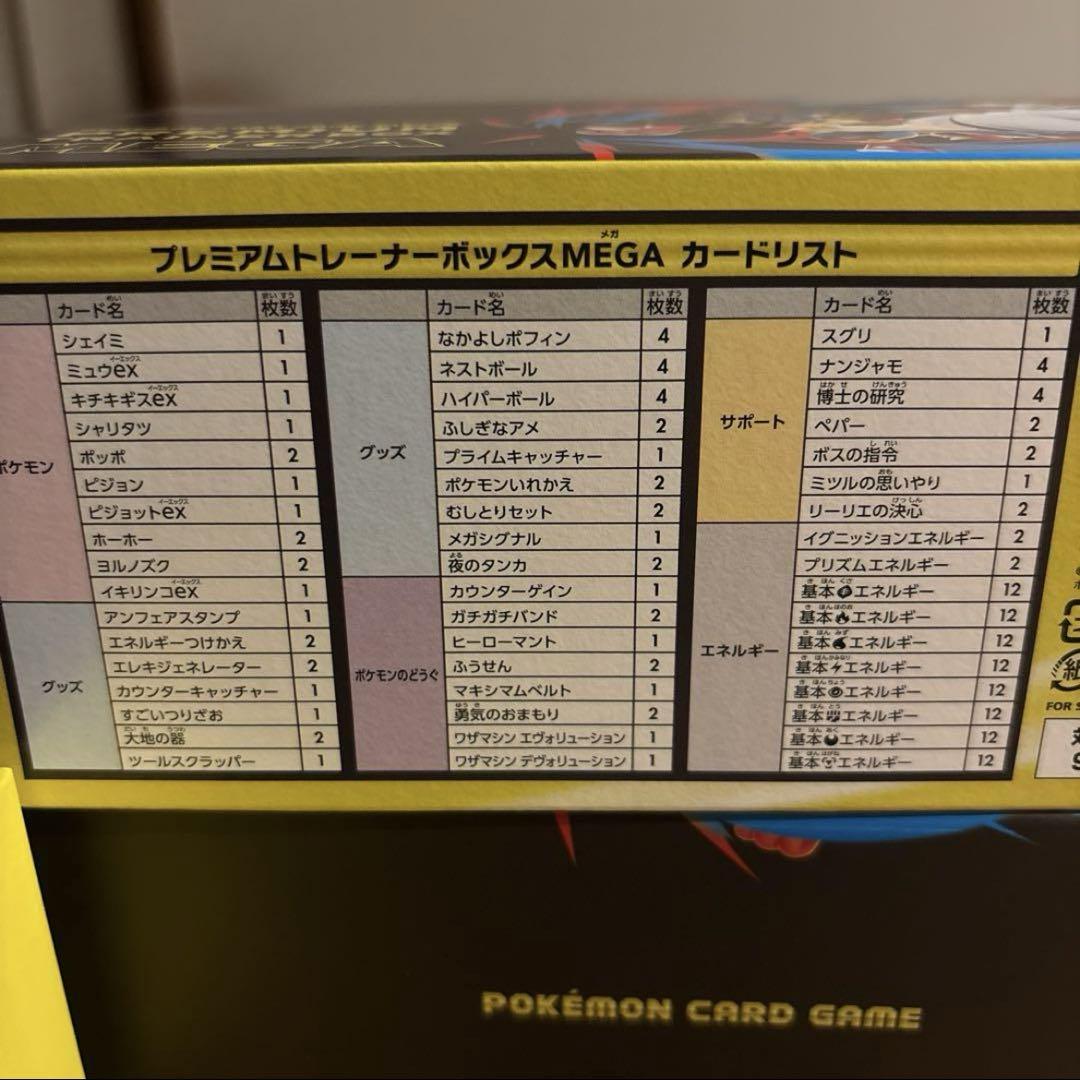 プレミアムトレーナーボックスMEGA カードリスト
カード名 枚数
ポケモン
シェイミ 1
ミュウex 1
キチキギスex 1
シャリタツ 1
ポッポ 2
ピジョン 1
ピジョットex 1
ホーホー 2
ヨルノズク 2
イキリンコex 1
グッズ
アンフェアスタンプ 1
エネルギーつけかえ 2
エレキジェネレーター 2
カウンターキャッチャー 1
すごいつりざお 1
大地の器 2
ツールスクラッパー 1
カード名 枚数
グッズ
なかよしポフィン 4
ネストボール 4
ハイパーボール 4
ふしぎなアメ 2
プライムキャッチャー 1
ポケモンいれかえ 2
むしとりセット 2
メガシグナル 1
夜のタンカ 2
ポケモンのどうぐ
カウンターゲイン 1
ガチガチバンド 2
ヒーローマント 1
ふうせん 2
マキシマムベルト 1
勇気のおまもり 2
ワザマシン エヴォリューション 1
ワザマシン デヴォリューション 1
カード名 枚数
サポート
スグリ 1
ナンジャモ 4
博士の研究 4
ペパー 2
ボスの指令 2
ミツルの思いやり 1
リーリエの決心 2
エネルギー
イグニッションエネルギー 2
プリズムエネルギー 2
基本エネルギー 12
基本エネルギー 12
基本エネルギー 12
基本エネルギー 12
基本エネルギー 12
基本エネルギー 12
基本エネルギー 12
基本エネルギー 12
紙
FOR
POKÉMON CARD GAME